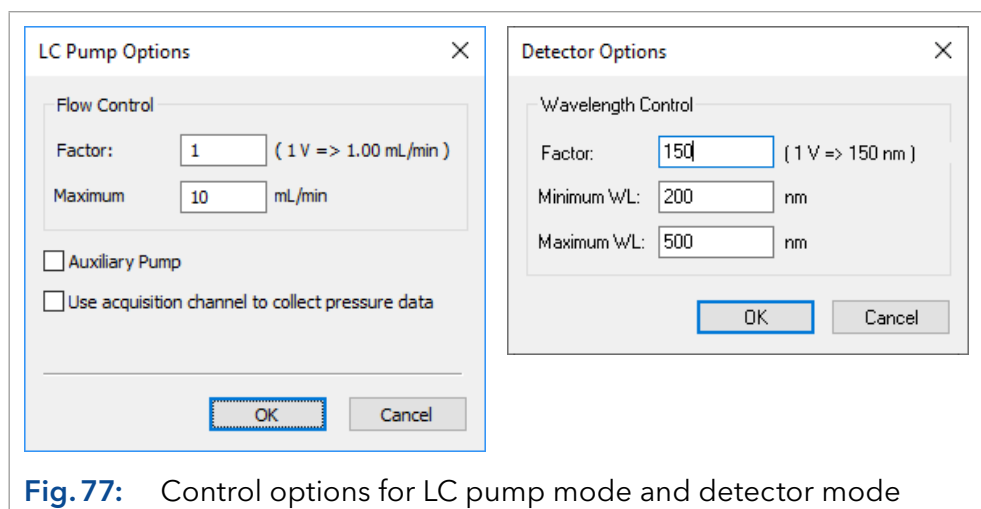 LC Pump Options
Flow Control
Factor: 1 ( 1 V => 1.00 mL/min )
Maximum 10 mL/min
Auxiliary Pump
Use acquisition channel to collect pressure data
OK Cancel
Detector Options
Wavelength Control
Factor: 150 ( 1 V => 150 nm )
Minimum WL: 200 nm
Maximum WL: 500 nm
OK Cancel
Fig. 77: Control options for LC pump mode and detector mode